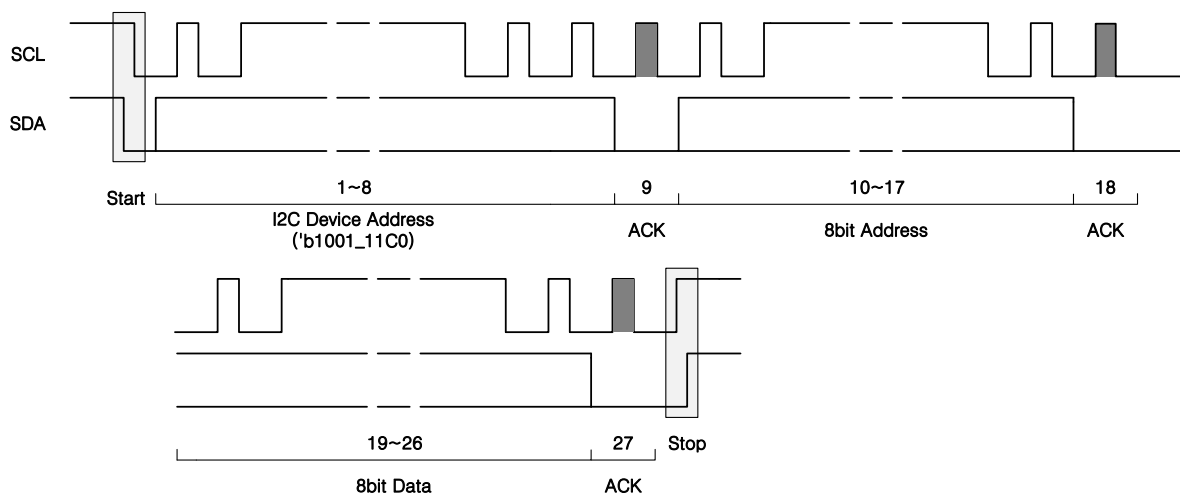 SCL
SDA
Start
1~8
9
10~17
18
I2C Device Address
('b1001_11C0)
ACK
8bit Address
ACK
19~26
27
Stop
8bit Data
ACK